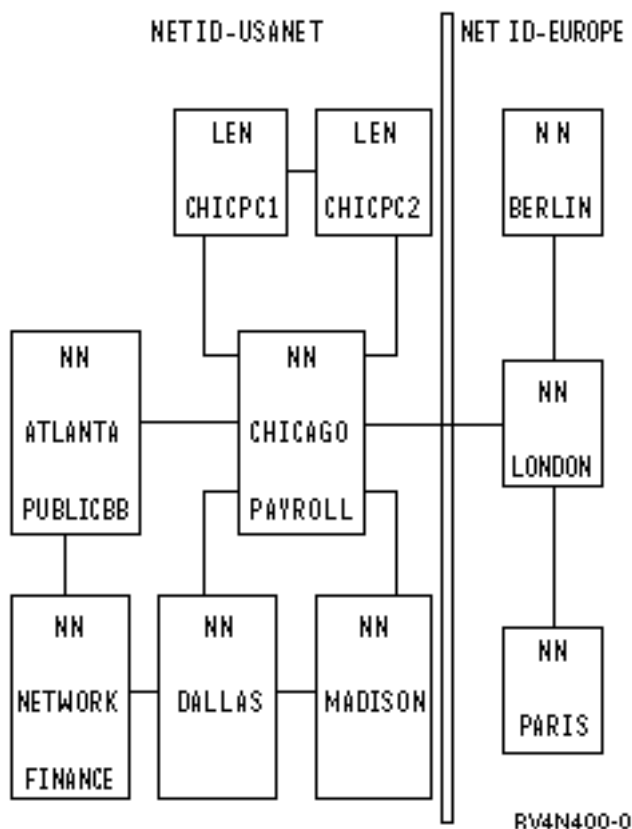 NETID-USANET
NET ID-EUROPE
LEN
CHICPC1
LEN
CHICPC2
NN
BERLIN
NN
ATLANTA
PUBLICBB
NN
CHICAGO
PAYROLL
NN
LONDON
NN
NETWORK
FINANCE
NN
DALLAS
NN
MADISON
NN
PARIS
RV4N400-0